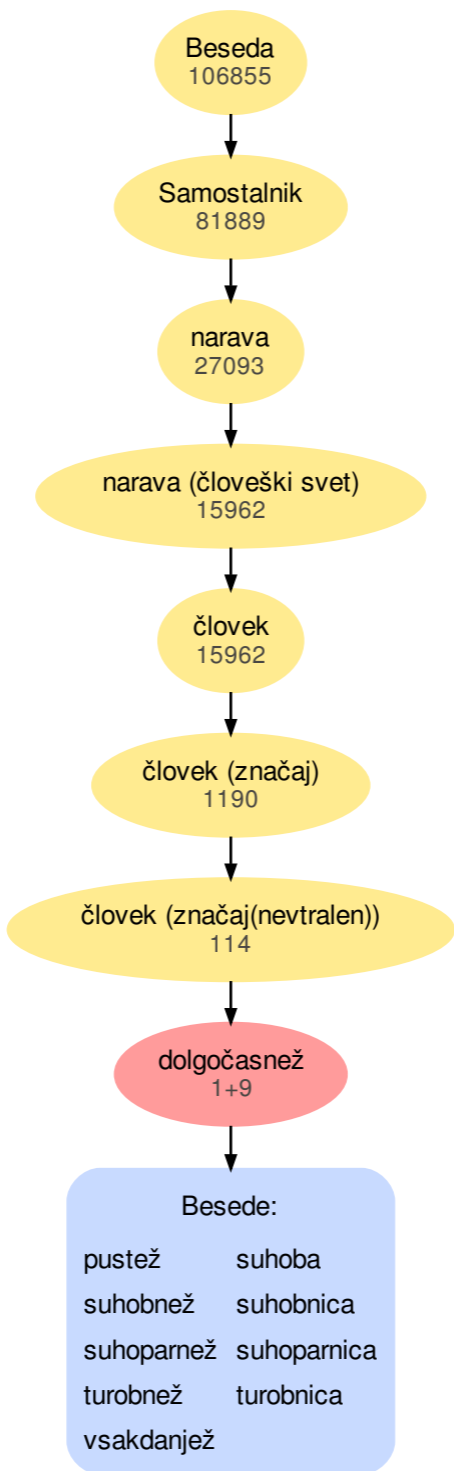 Beseda
106855
Samostalnik
81889
narava
27093
narava (človeški svet)
15962
človek
15962
človek (značaj)
1190
človek (značaj(nevtralen))
114
dolgočasnež
1+9
Besede:
pustež suhoba
suhobnež suhobnica
suhoparnež suhoparnica
turobnež turobnica
vsakdanjež